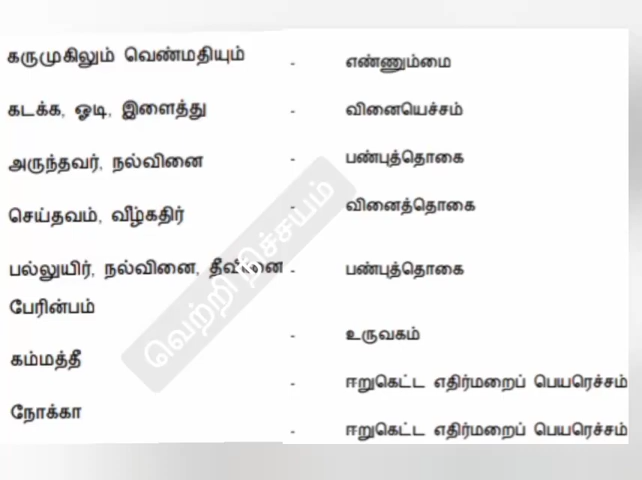 கருமுகிலும் வெண்மதியும் - எண்ணும்மை
கடக்க, ஓடி, இளைத்து - வினையெச்சம்
அருந்தவர், நல்வினை - பண்புத்தொகை
செய்தவம், வீழ்கதிர் - வினைத்தொகை
பல்லுயிர், நல்வினை, தீவினை - பண்புத்தொகை
பேரின்பம்
- உருவகம்
கம்மத்தீ
- ஈறுகெட்ட எதிர்மறைப் பெயரெச்சம்
நோக்கா
- ஈறுகெட்ட எதிர்மறைப் பெயரெச்சம்
வெற்றி நிச்சயம்